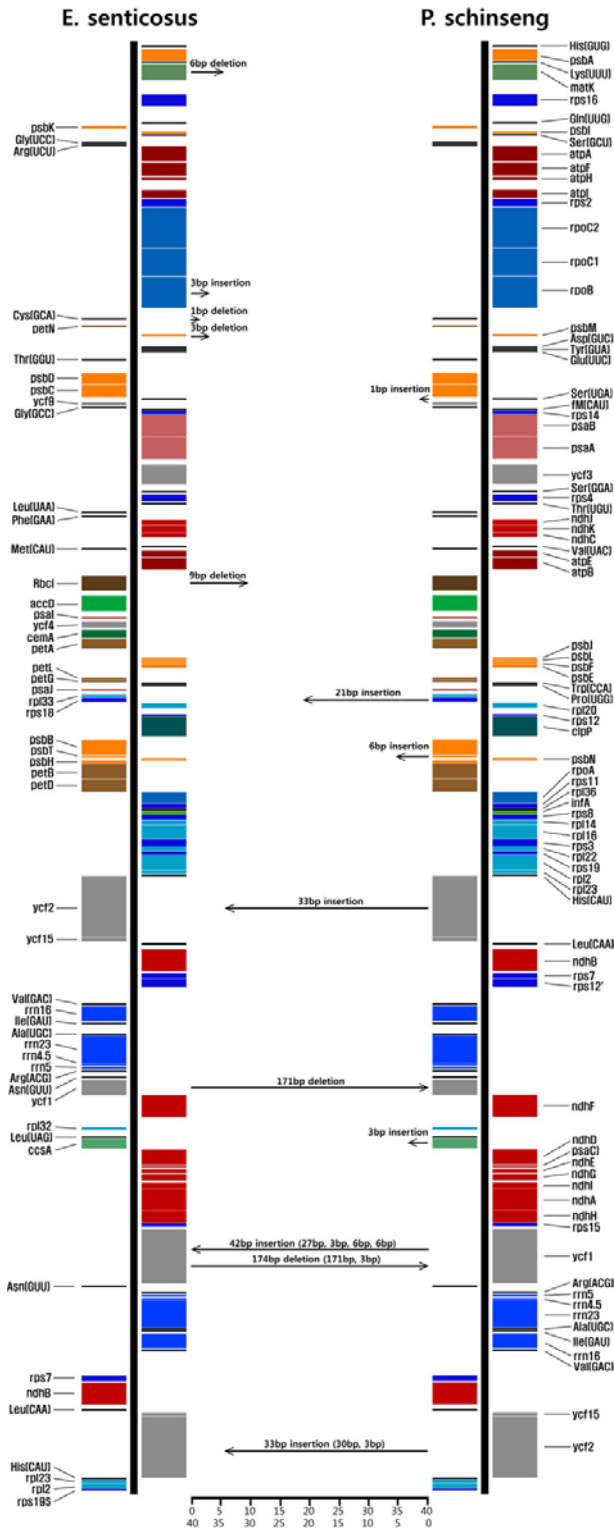 E. senticosus
P. schinseng
His(GUG)
psbA
6bp deletion
Lys(UUU)
matK
rps16
Gln(UUG)
psbK
psbI
Gly(UCC)
Ser(GCU)
Arg(UCU)
atpA
atpF
atpH
atpI
rps2
rpoC2
rpoC1
3bp insertion
rpoB
Cys(GCA)
1bp deletion
petN
3bp deletion
psbM
Asp(GUC)
Tyr(GUA)
Thr(GGU)
Glu(UUC)
psbD
psbC
1bp insertion
Ser(UGA)
ycf9
fM(CAU)
Gly(GCC)
rps14
psaB
psaA
ycf3
Ser(GGA)
rps4
Leu(UAA)
Thr(UGU)
Phe(GAA)
ndhJ
ndhK
ndhC
Met(CAU)
Val(UAC)
atpE
atpB
Rbcl
9bp deletion
accD
psaI
ycf4
cemA
petA
psbJ
psbL
petL
psbF
petG
psbE
psaJ
Trp(CCA)
rpl33
21bp insertion
Pro(UGG)
rps18
rpl20
rps12
clpP
psbB
psbT
6bp insertion
psbN
psbH
rpoA
petB
rps11
petD
rpl36
infA
rps8
rpl14
rpl16
rps3
rpl22
rps19
rpl2
rpl23
His(CAU)
ycf2
33bp insertion
ycf15
Leu(CAA)
ndhB
rps7
rps12'
Val(GAC)
rrn16
Ile(GAU)
Ala(UGC)
rrn23
rrn4.5
rrn5
Arg(ACG)
Asn(GUU)
171bp deletion
ycf1
ndhF
rpl32
Leu(UAG)
3bp insertion
ccsA
ndhD
psaC]
ndhE
ndhG
ndhI
ndhA
ndhH
rps15
42bp insertion (27bp, 3bp, 6bp, 6bp)
ycf1
174bp deletion (171bp, 3bp)
Asn(GUU)
Arg(ACG)
rrn5
rrn4.5
rrn23
Ala(UGC)
Ile(GAU)
rrn16
Val(GAC)
rps7
ndhB
Leu(CAA)
ycf15
33bp insertion (30bp, 3bp)
ycf2
His(CAU)
rpl23
rpl2
rps19S
0 5 10 15 20 25 30 35 40
40 35 30 25 20 15 10 5 0